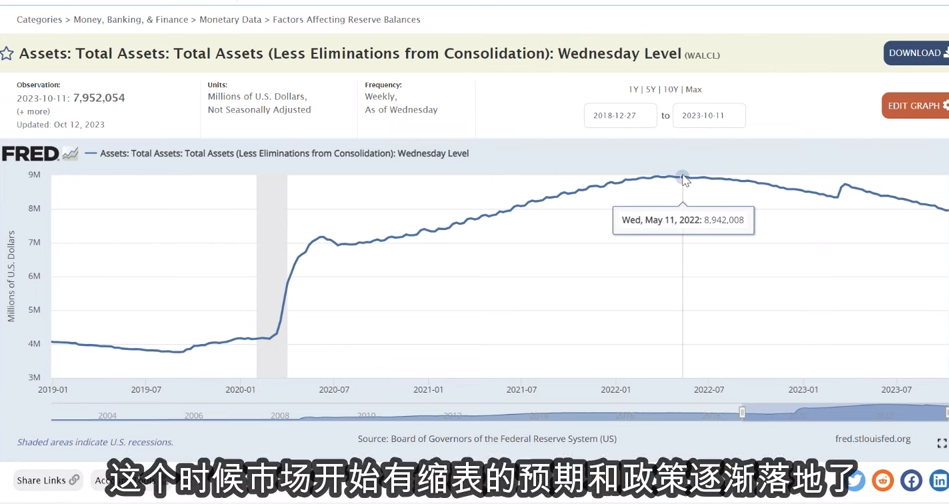 Categories > Money, Banking, & Finance > Monetary Data > Factors Affecting Reserve Balances
Assets: Total Assets: Total Assets (Less Eliminations from Consolidation): Wednesday Level (WALCL)
DOWNLOAD
Observation:
2023-10-11: 7,952,054
(+ more)
Updated: Oct 12, 2023
Units:
Millions of U.S. Dollars,
Not Seasonally Adjusted
Frequency:
Weekly,
As of Wednesday
1Y | 5Y | 10Y | Max
2018-12-27 to 2023-10-11
EDIT GRAPH
FRED
Assets: Total Assets: Total Assets (Less Eliminations from Consolidation): Wednesday Level
Millions of U.S. Dollars
9M
8M
7M
6M
5M
4M
3M
Wed, May 11, 2022: 8,942,008
2019-01 2019-07 2020-01 2020-07 2021-01 2021-07 2022-01 2022-07 2023-01 2023-07
2004 2006 2008 2010
Shaded areas indicate U.S. recessions.
Source: Board of Governors of the Federal Reserve System (US)
fred.stlouisfed.org
Share Links
这个时候市场开始有缩表的预期和政策逐渐落地了